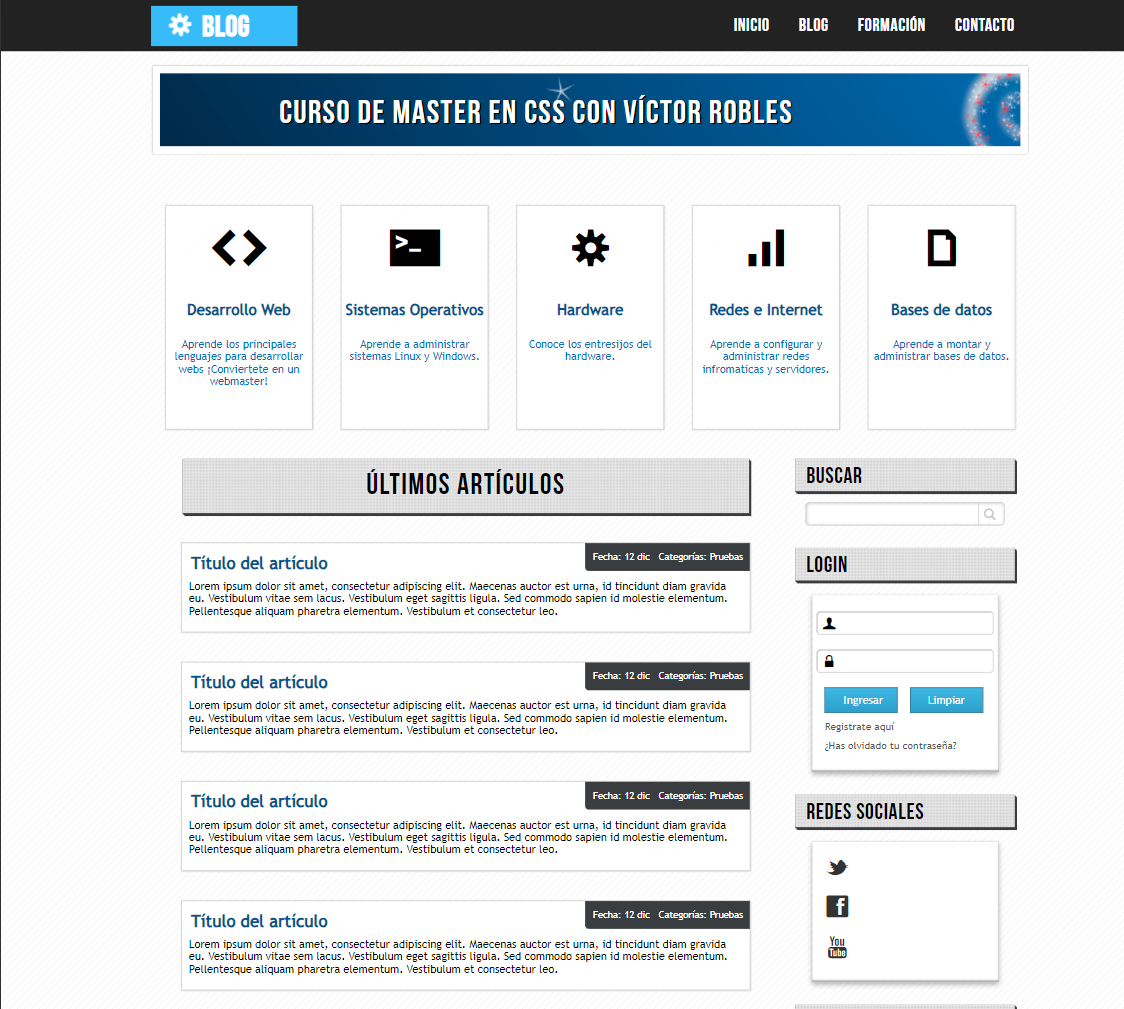 BLOG
INICIO BLOG FORMACIÓN CONTACTO
CURSO DE MASTER EN CSS CON VÍCTOR ROBLES
>_
Desarrollo Web
Aprende los principales
lenguajes para desarrollar
webs ¡Conviertete en un
webmaster!
Sistemas Operativos
Aprende a administrar
sistemas Linux y Windows.
Hardware
Conoce los entresijos del
hardware.
Redes e Internet
Aprende a configurar y
administrar redes
infromaticas y servidores.
Bases de datos
Aprende a montar y
administrar bases de datos.
ÚLTIMOS ARTÍCULOS
Título del artículo
Fecha: 12 dic Categorías: Pruebas
Lorem ipsum dolor sit amet, consectetur adipiscing elit. Maecenas auctor est urna, id tincidunt diam gravida
eu. Vestibulum vitae sem lacus. Vestibulum eget sagittis ligula. Sed commodo sapien id molestie elementum.
Pellentesque aliquam pharetra elementum. Vestibulum et consectetur leo.
Título del artículo
Fecha: 12 dic Categorías: Pruebas
Lorem ipsum dolor sit amet, consectetur adipiscing elit. Maecenas auctor est urna, id tincidunt diam gravida
eu. Vestibulum vitae sem lacus. Vestibulum eget sagittis ligula. Sed commodo sapien id molestie elementum.
Pellentesque aliquam pharetra elementum. Vestibulum et consectetur leo.
Título del artículo
Fecha: 12 dic Categorías: Pruebas
Lorem ipsum dolor sit amet, consectetur adipiscing elit. Maecenas auctor est urna, id tincidunt diam gravida
eu. Vestibulum vitae sem lacus. Vestibulum eget sagittis ligula. Sed commodo sapien id molestie elementum.
Pellentesque aliquam pharetra elementum. Vestibulum et consectetur leo.
Título del artículo
Fecha: 12 dic Categorías: Pruebas
Lorem ipsum dolor sit amet, consectetur adipiscing elit. Maecenas auctor est urna, id tincidunt diam gravida
eu. Vestibulum vitae sem lacus. Vestibulum eget sagittis ligula. Sed commodo sapien id molestie elementum.
Pellentesque aliquam pharetra elementum. Vestibulum et consectetur leo.
BUSCAR
LOGIN
Ingresar Limpiar
Registrate aquí
¿Has olvidado tu contraseña?
REDES SOCIALES
You
Tube